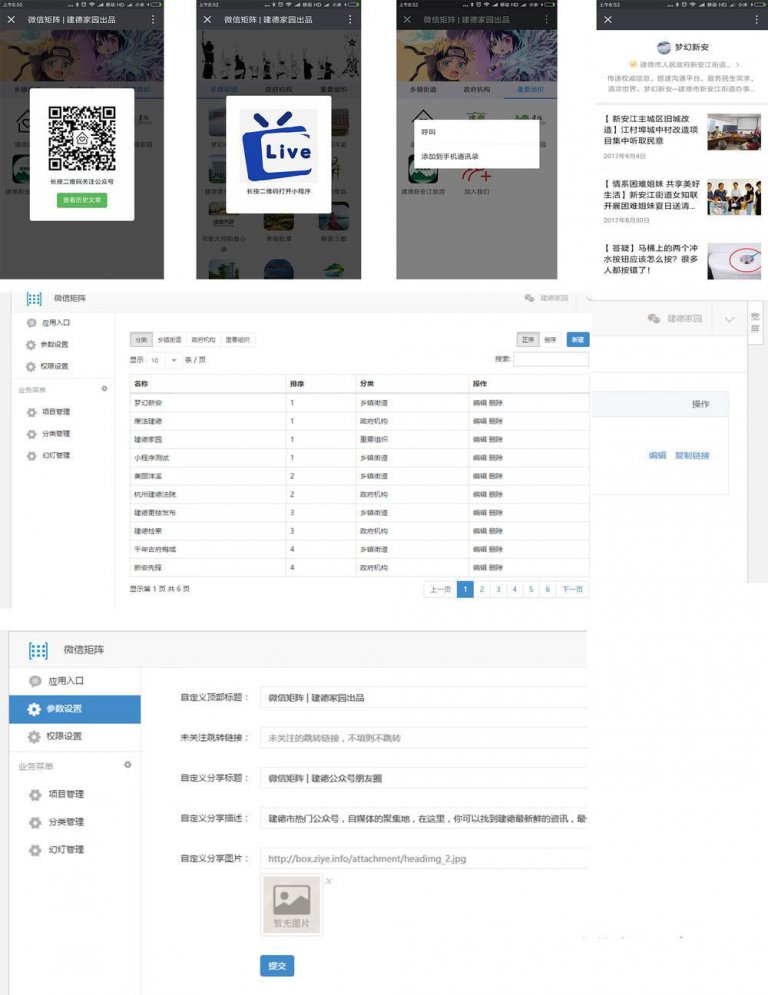 上午8:50
移动 HD
小米
微信矩阵 | 建德家园出品
乡镇
组织
长按二维码关注公众号
查看历史文章
上午8:52
移动 HD
小米
微信矩阵 | 建德家园出品
乡镇街道
政府机构
重要组织
Live
长按二维码打开小程序
幸福乾潭
醉美三都
上午8:52
移动 HD
小米
微信矩阵 | 建德家园出品
乡镇街道
政府机构
重要组织
呼叫
添加到手机通讯录
建德新安江旅游
加入我们
上午8:53
移动 HD
小米
梦幻新安
建德市人民政府新安江街道...
传递权威信息，搭建沟通平台，服务民生需求，
清凉世界、梦幻新安--建德市新安江街道办事...
【 新安江主城区旧城改
造】江村埠城中村改造项
目集中听取民意
2017年9月4日
【 情系困难姐妹 共享美好
生活】新安江街道女知联
开展困难姐妹夏日送清...
2017年8月30日
【 答疑】马桶上的两个冲
水按钮应该怎么按？很多
人都按错了！
微信矩阵
建德家园
应用入口
参数设置
权限设置
业务菜单
项目管理
分类管理
幻灯管理
分类 乡镇街道 政府机构 重要组织
正序 倒序 新建
显示 10 条 / 页
搜索:
名称 排序 分类 操作
梦幻新安 1 乡镇街道 编辑 删除
廉洁建德 1 政府机构 编辑 删除
建德家园 1 重要组织 编辑 删除
小程序测试 1 乡镇街道 编辑 删除
美丽洋溪 2 乡镇街道 编辑 删除
杭州建德法院 2 政府机构 编辑 删除
建德更楼发布 3 乡镇街道 编辑 删除
建德检察 3 政府机构 编辑 删除
千年古府梅城 4 乡镇街道 编辑 删除
新安先锋 4 政府机构 编辑 删除
显示第 1 页 共 6 页
上一页 1 2 3 4 5 6 下一页
建德家园
宽
屏
操作
编辑 复制链接
微信矩阵
应用入口
参数设置
权限设置
业务菜单
项目管理
分类管理
幻灯管理
自定义顶部标题： 微信矩阵 | 建德家园出品
未关注跳转链接： 未关注的跳转链接，不填则不跳转
自定义分享标题： 微信矩阵 | 建德公众号朋友圈
自定义分享描述： 建德市热门公众号，自媒体的聚集地，在这里，你可以找到建德最新鲜的资讯，最
自定义分享图片： http://box.ziye.info/attachment/headimg_2.jpg
暂无图片
x
提交